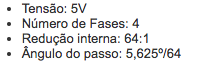 • Tensão: 5V
• Número de Fases: 4
• Redução interna: 64:1
• Ângulo do passo: 5,625º/64